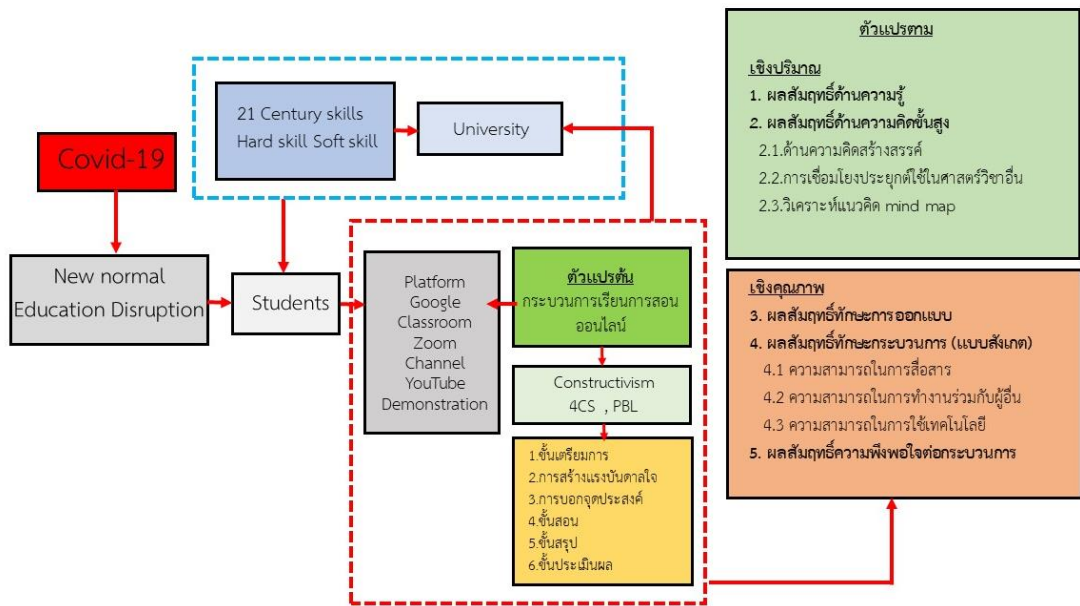 21 Century skills
Hard skill Soft skill
University
Covid-19
New normal
Education Disruption
Students
Platform
Google
Classroom
Zoom
Channel
YouTube
Demonstration
ตัวแปรต้น
กระบวนการเรียนการสอน
ออนไลน์
Constructivism
4CS , PBL
1.ขั้นเตรียมการ
2.การสร้างแรงบันดาลใจ
3.การบอกจุดประสงค์
4.ขั้นสอน
5.ขั้นสรุป
6.ขั้นประเมินผล
ตัวแปรตาม
เชิงปริมาณ
1. ผลสัมฤทธิ์ด้านความรู้
2. ผลสัมฤทธิ์ด้านความคิดขั้นสูง
2.1.ด้านความคิดสร้างสรรค์
2.2.การเชื่อมโยงประยุกต์ใช้ในศาสตร์วิชาอื่น
2.3.วิเคราะห์แนวคิด mind map
เชิงคุณภาพ
3. ผลสัมฤทธิ์ทักษะการออกแบบ
4. ผลสัมฤทธิ์ทักษะกระบวนการ (แบบสังเกต)
4.1 ความสามารถในการสื่อสาร
4.2 ความสามารถในการทำงานร่วมกับผู้อื่น
4.3 ความสามารถในการใช้เทคโนโลยี
5. ผลสัมฤทธิ์ความพึงพอใจต่อกระบวนการ